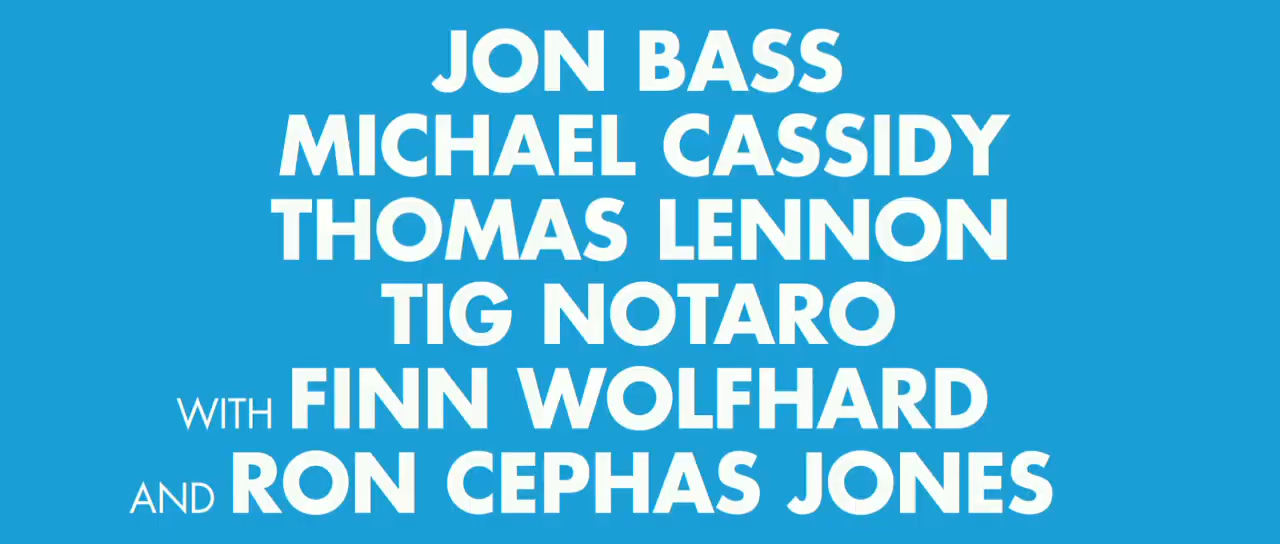 JON BASS
MICHAEL CASSIDY
THOMAS LENNON
TIG NOTARO
WITH FINN WOLFHARD
AND RON CEPHAS JONES